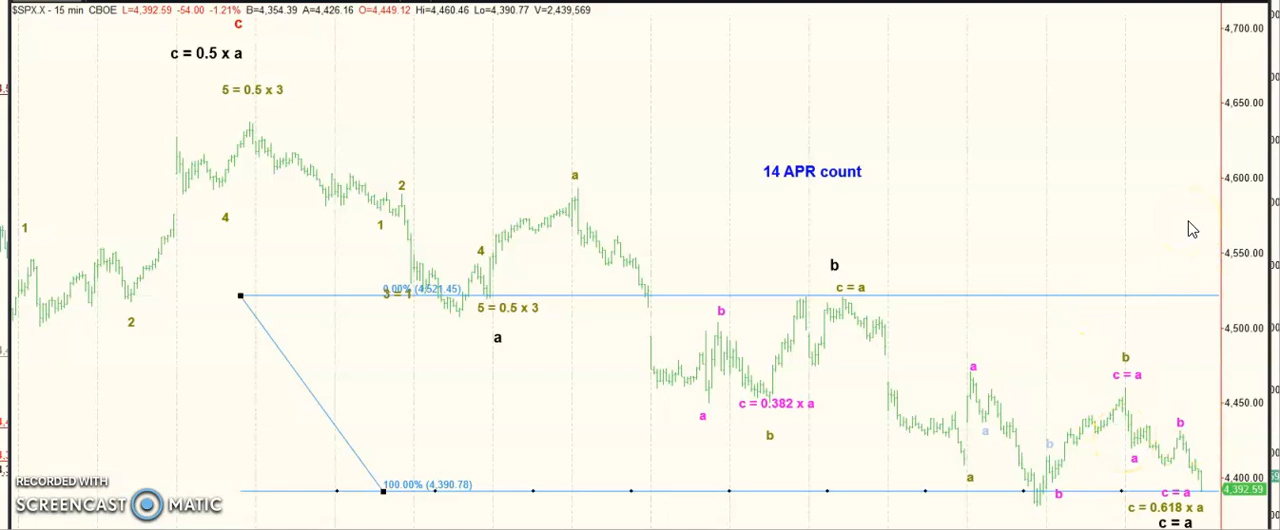 $SPX.X - 15 min CBOE L=4,392.59 -54.00 -1.21% B=4,354.39 A=4,426.16 O=4,449.12 Hi=4,460.46 Lo=4,390.77 V=2,439,569
c
4,700.00
c = 0.5 x a
5 = 0.5 x 3
4,650.00
14 APR count
a
4,600.00
2
4
1
1
4
4,550.00
b
0.00% (4,521.45)
c = a
3 = 1
5 = 0.5 x 3
b
2
4,500.00
a
b
a
c = a
4,450.00
c = 0.382 x a
a
b
a
b
b
a
a
4,400.00
100.00% (4,390.78)
4,392.59
b
c = a
c = 0.618 x a
c = a
RECORDED WITH
SCREENCAST MATIC